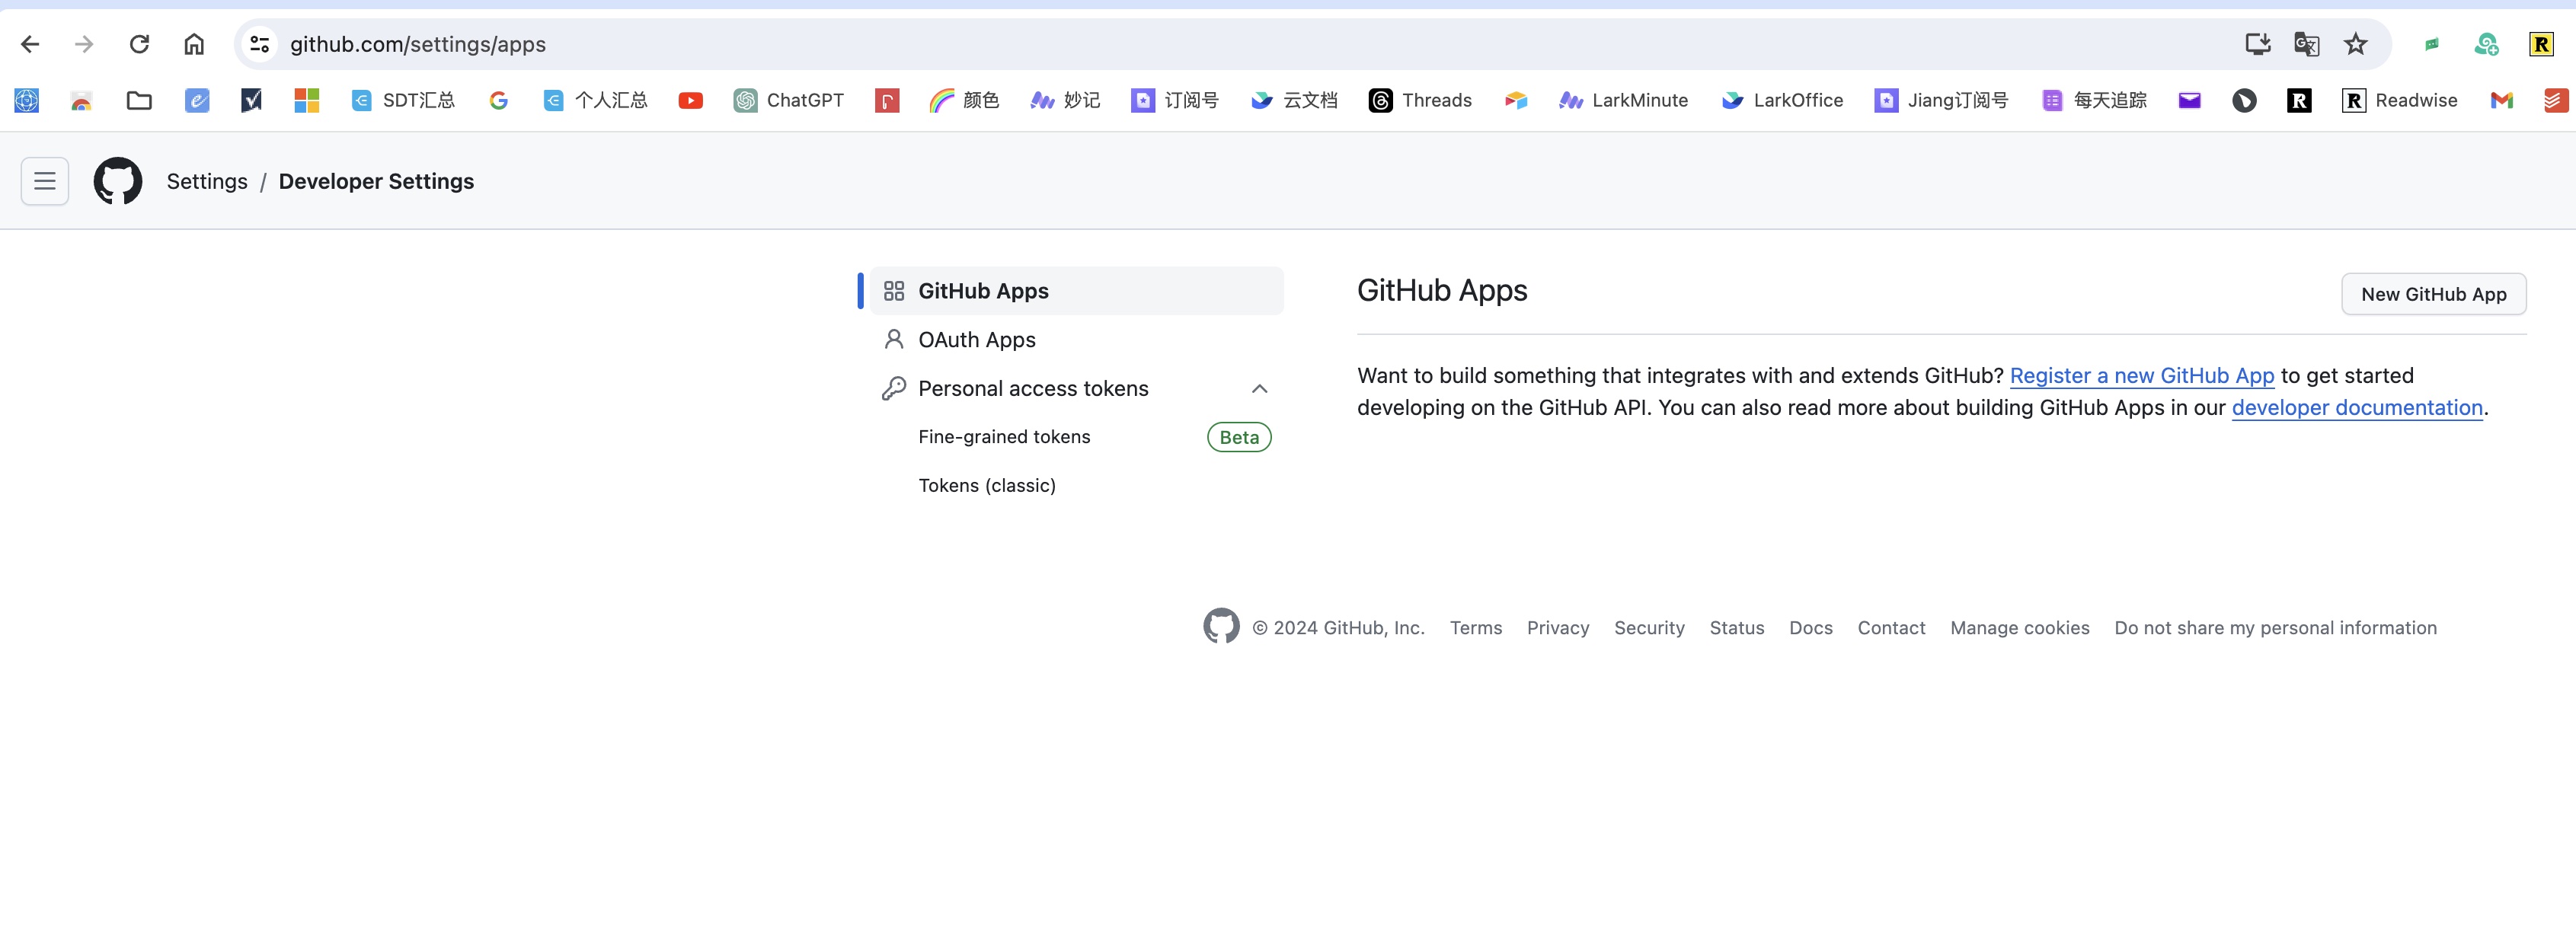 github.com/settings/apps
SDT汇总 个人汇总 ChatGPT 颜色 妙记 订阅号 云文档 Threads LarkMinute LarkOffice Jiang订阅号 每天追踪 Readwise
Settings / Developer Settings
GitHub Apps
OAuth Apps
Personal access tokens
Fine-grained tokens Beta
Tokens (classic)
GitHub Apps
New GitHub App
Want to build something that integrates with and extends GitHub? Register a new GitHub App to get started
developing on the GitHub API. You can also read more about building GitHub Apps in our developer documentation.
© 2024 GitHub, Inc. Terms Privacy Security Status Docs Contact Manage cookies Do not share my personal information